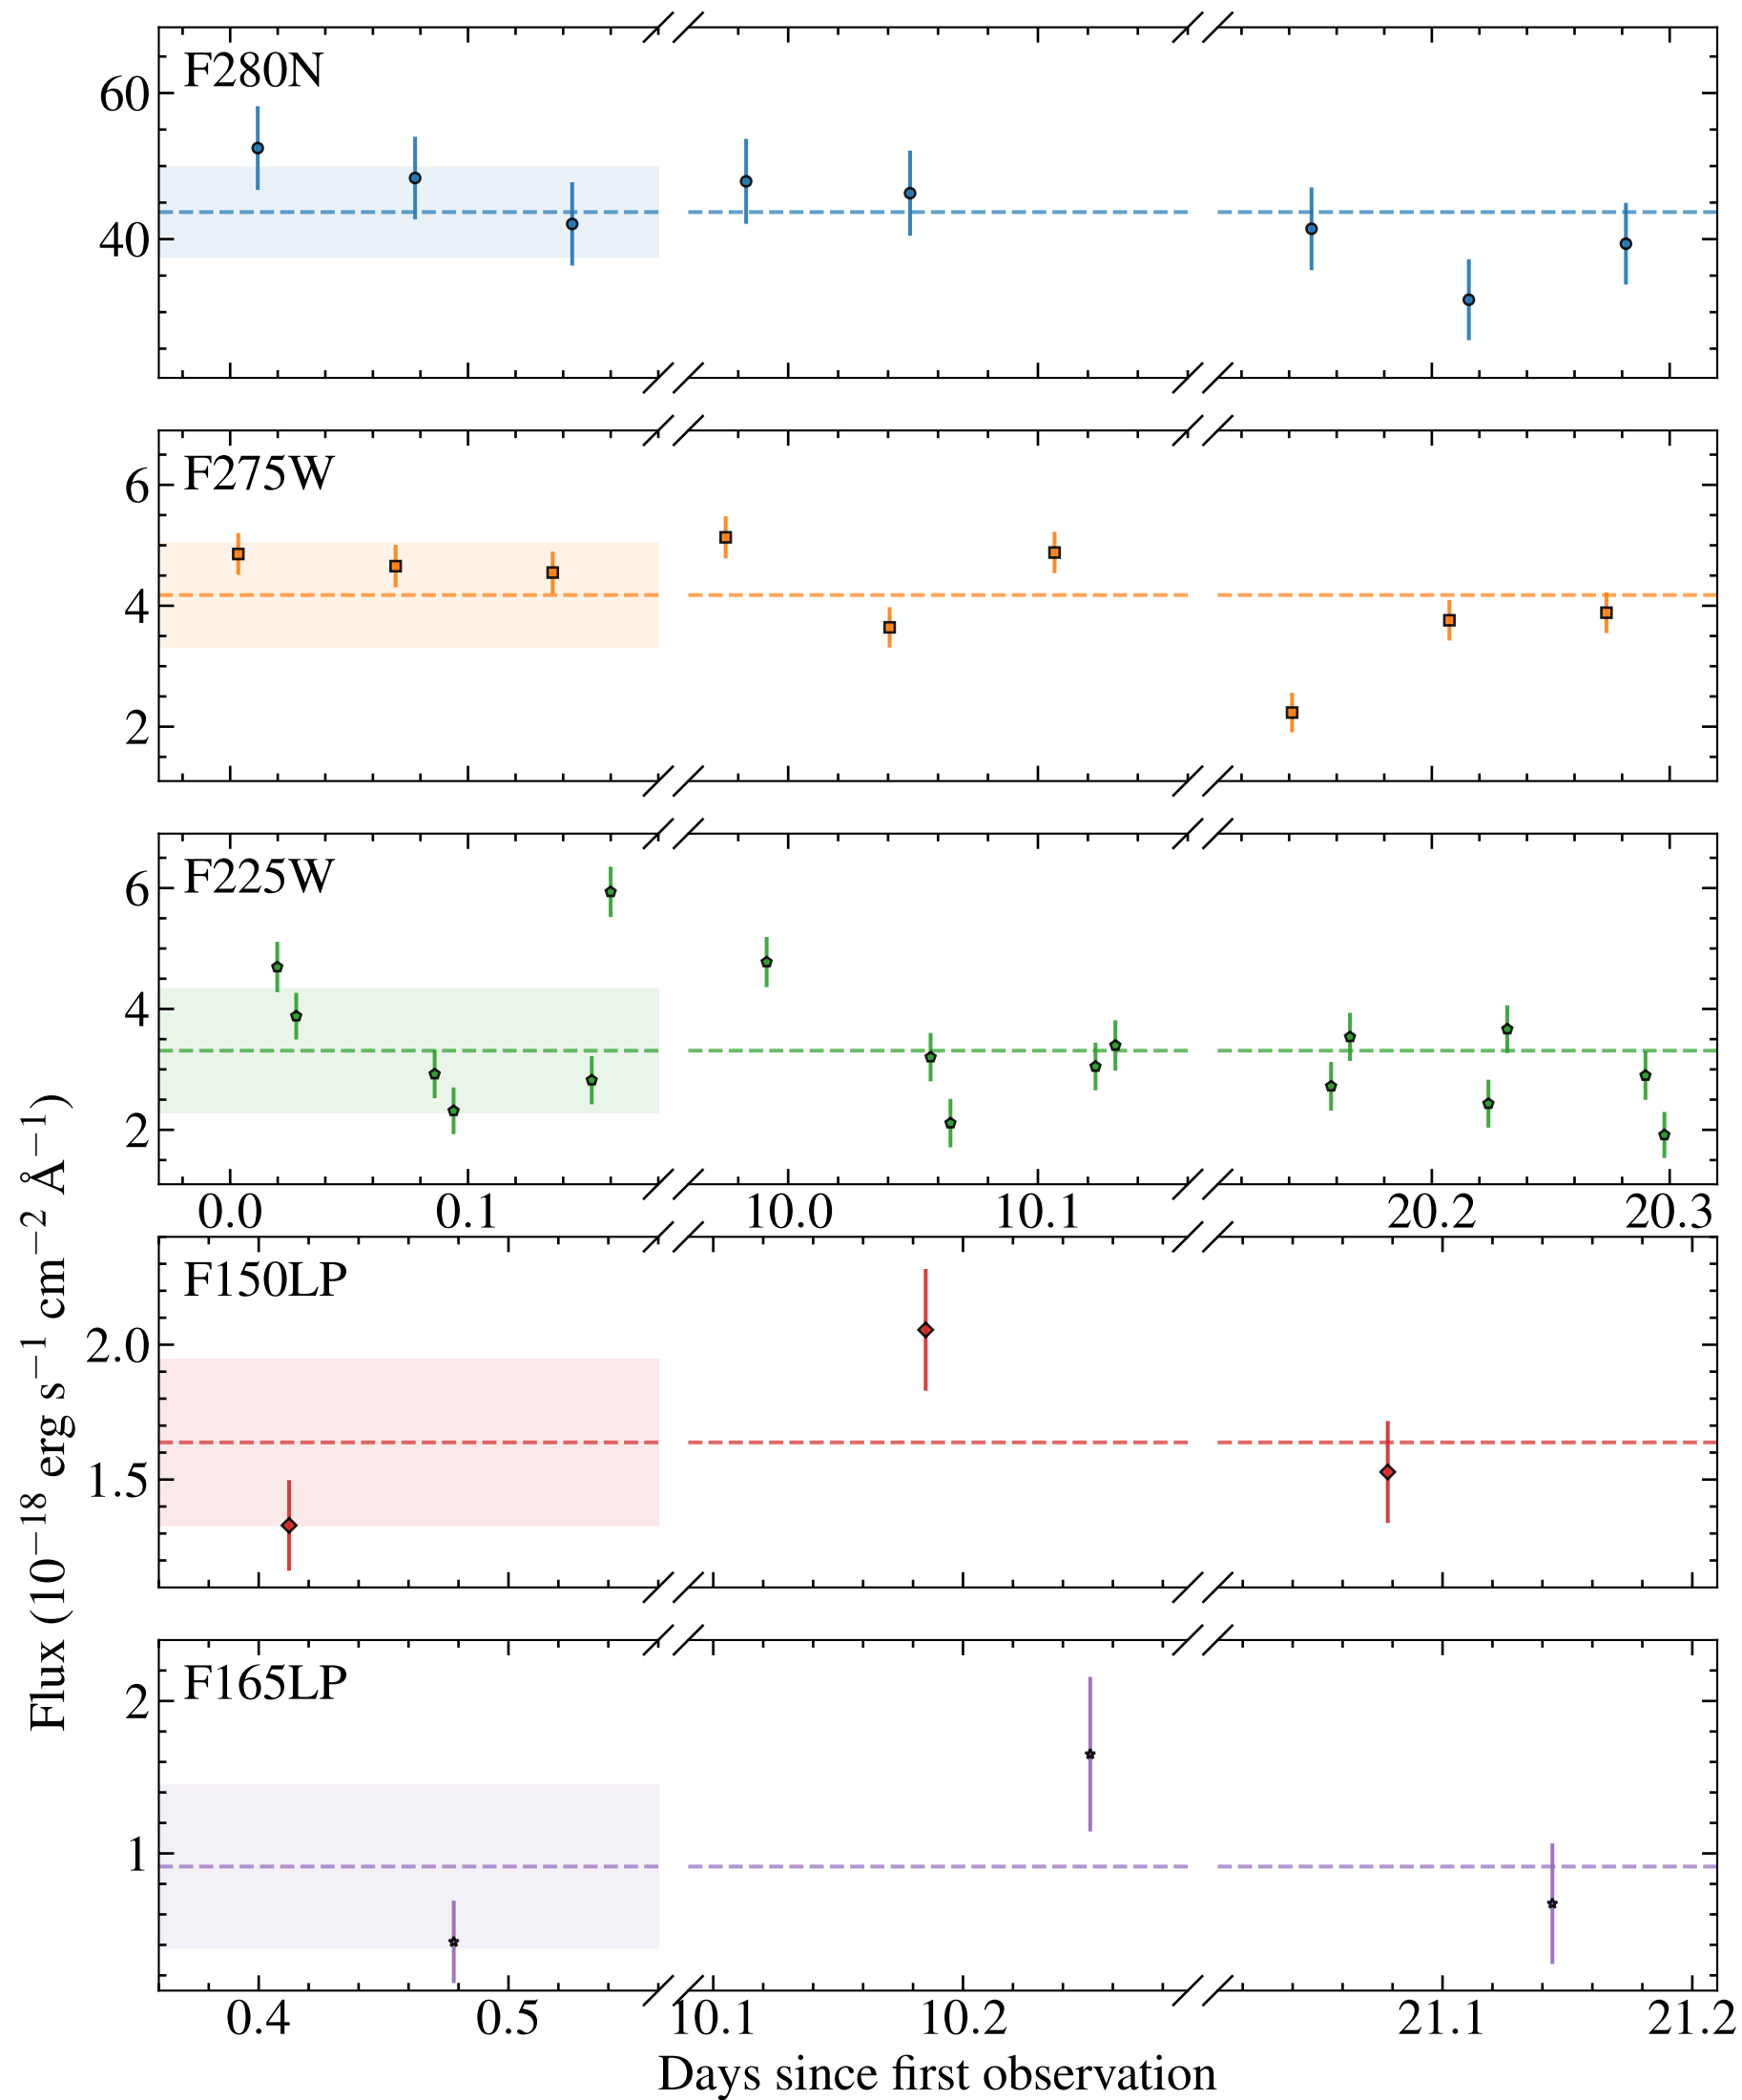 F280N
60
40
F275W
6
4
2
F225W
6
4
2
0.0 0.1 10.0 10.1 20.2 20.3
F150LP
2.0
1.5
F165LP
2
1
0.4 0.5 10.1 10.2 21.1 21.2
Days since first observation
Flux (10⁻¹⁸ erg s⁻¹ cm⁻² Å⁻¹)